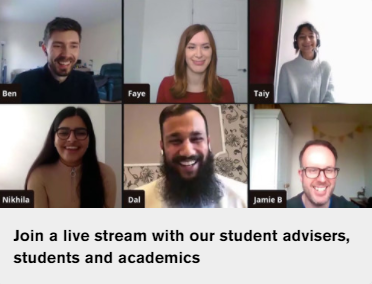 Ben
Faye
Taiy
Nikhila
Dal
Jamie B
Join a live stream with our student advisers,
students and academics